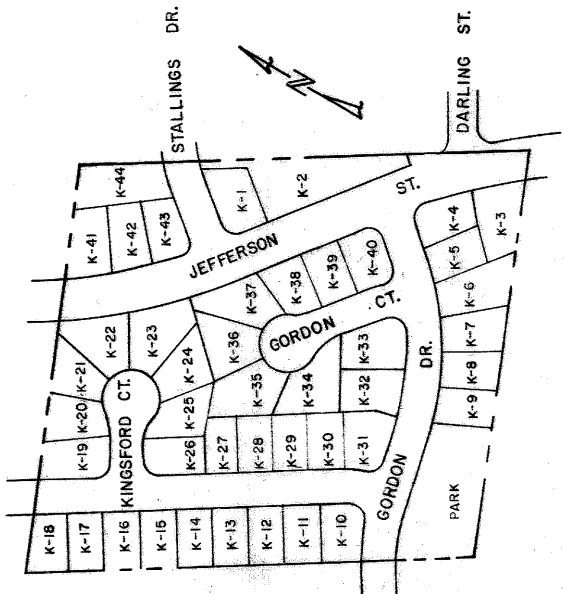 STALLINGS DR.
N
DARLING ST.
K-44
K-41
K-42
K-43
K-1
K-2
JEFFERSON ST.
K-4
K-3
K-5
K-6
K-7
K-8
K-9
K-40
K-39
K-38
K-37
K-36
K-35
K-34
K-33
K-32
GORDON CT.
K-22
K-23
K-24
K-21
K-20
K-19
K-25
K-26
K-27
K-28
K-29
K-30
K-31
KINGSFORD CT.
GORDON DR.
K-18
K-17
K-16
K-15
K-14
K-13
K-12
K-11
K-10
PARK